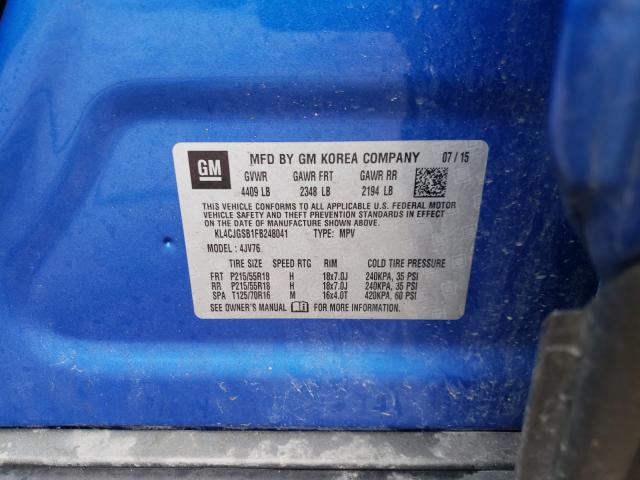 GM MFD BY GM KOREA COMPANY 07 / 15
GVWR GAWR FRT GAWR RR
4409 LB 2348 LB 2194 LB
THIS VEHICLE CONFORMS TO ALL APPLICABLE U.S. FEDERAL MOTOR
VEHICLE SAFETY AND THEFT PREVENTION STANDARDS IN EFFECT
ON THE DATE OF MANUFACTURE SHOWN ABOVE.
KL4CJGSB1FB248041 TYPE: MPV
MODEL : 4JV76
TIRE SIZE SPEED RTG RIM COLD TIRE PRESSURE
FRT P215/55R18 H 18x7.0J 240KPA, 35 PSI
RR P215/55R18 H 18x7.0J 240KPA, 35 PSI
SPA T125/70R16 M 16x4.0T 420KPA, 60 PSI
SEE OWNER'S MANUAL FOR MORE INFORMATION.